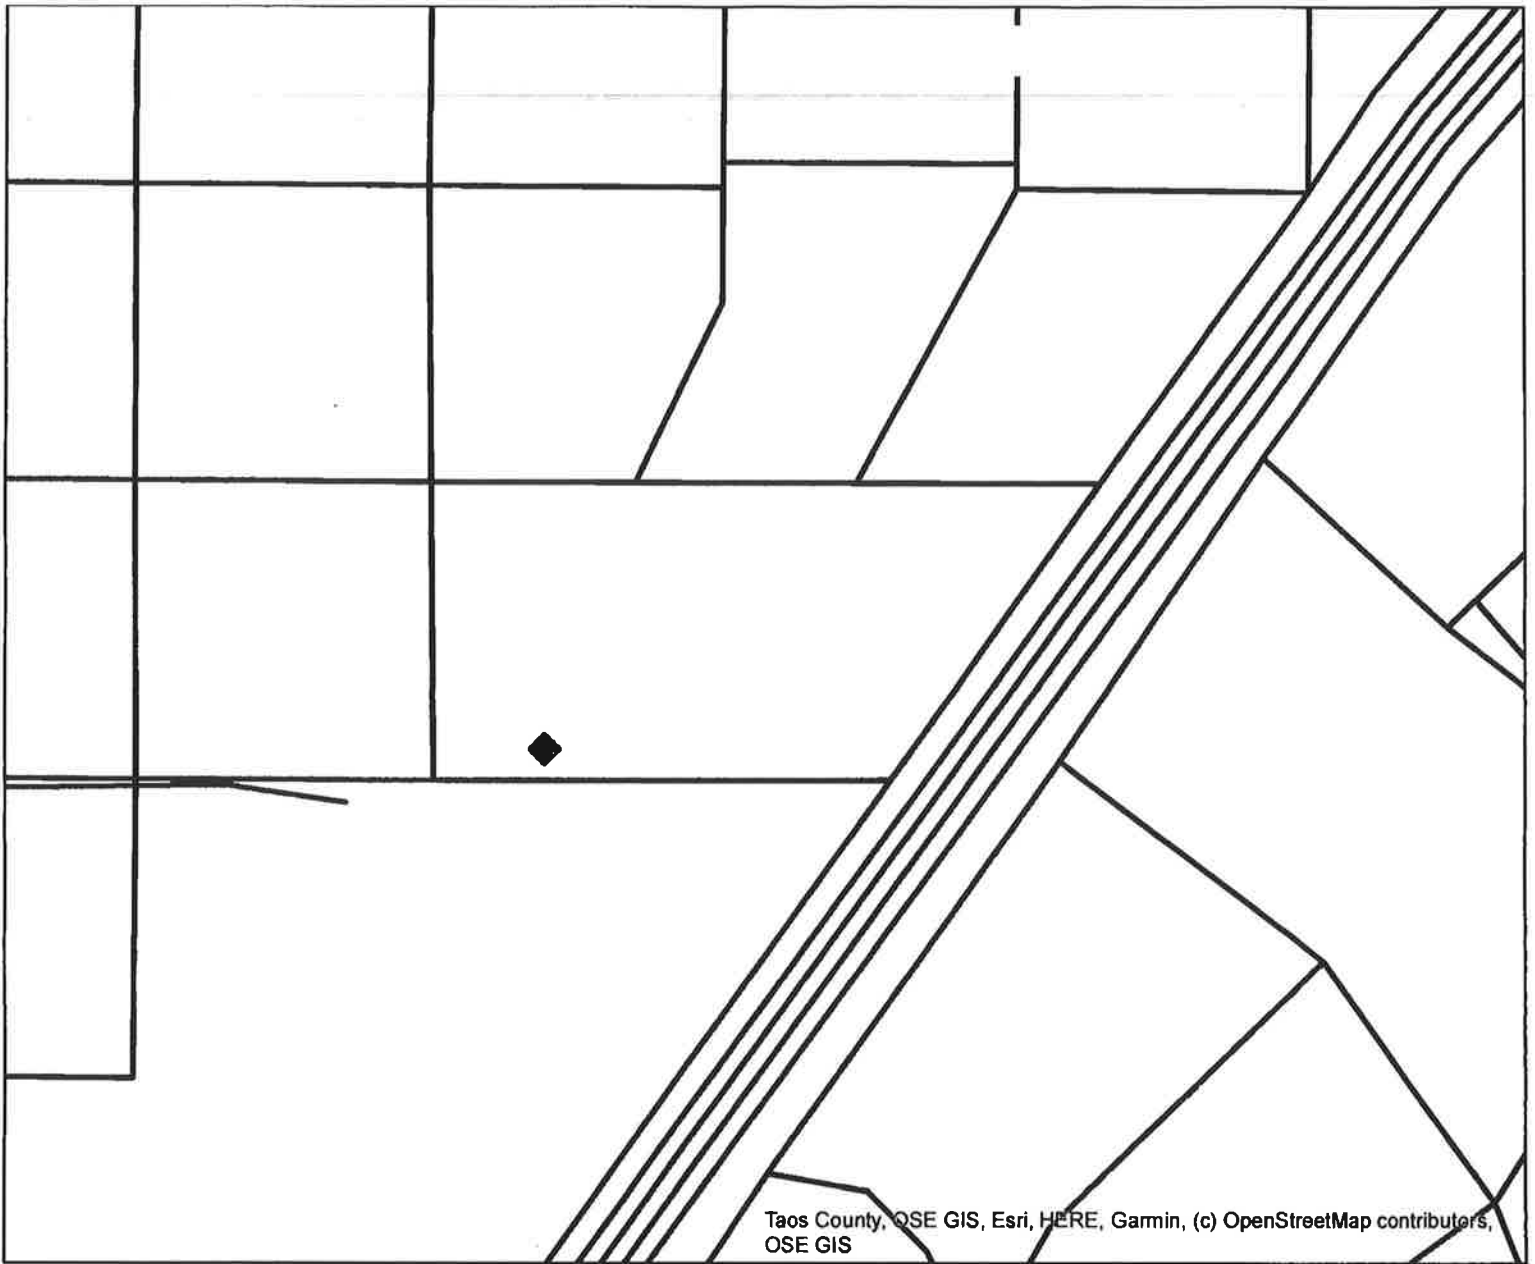 Taos County, OSE GIS, Esri, HERE, Garmin, (c) OpenStreetMap contributors,
OSE GIS